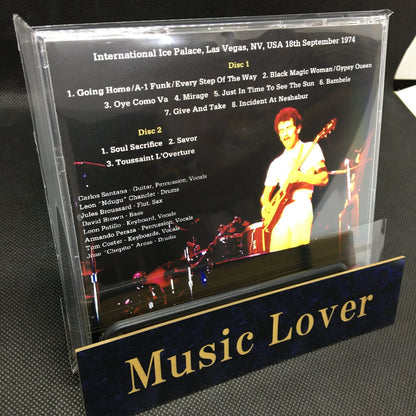 International Ice Palace, Las Vegas, NV, USA 18th September 1974
Disc 1
1. Going Home/A-1 Funk/Every Step Of The Way   2. Black Magic Woman/Gypsy Queen
3. Oye Como Va   4. Mirage   5. Just In Time To See The Sun   6. Bambele
7. Give And Take   8. Incident At Neshabur
Disc 2
1. Soul Sacrifice   2. Savor
3. Toussaint L'Overture
Carlos Santana - Guitar, Percussion, Vocals
Leon "Ndugu" Chancler - Drums
Jules Broussard - Flut, Sax
David Brown - Bass
Leon Patillo - Keyboard, Vocals
Armando Peraza - Percussion, Vocals
Tom Coster - Keyboards, Vocals
Jose "Chepito" Areas - Drums
Music Lover